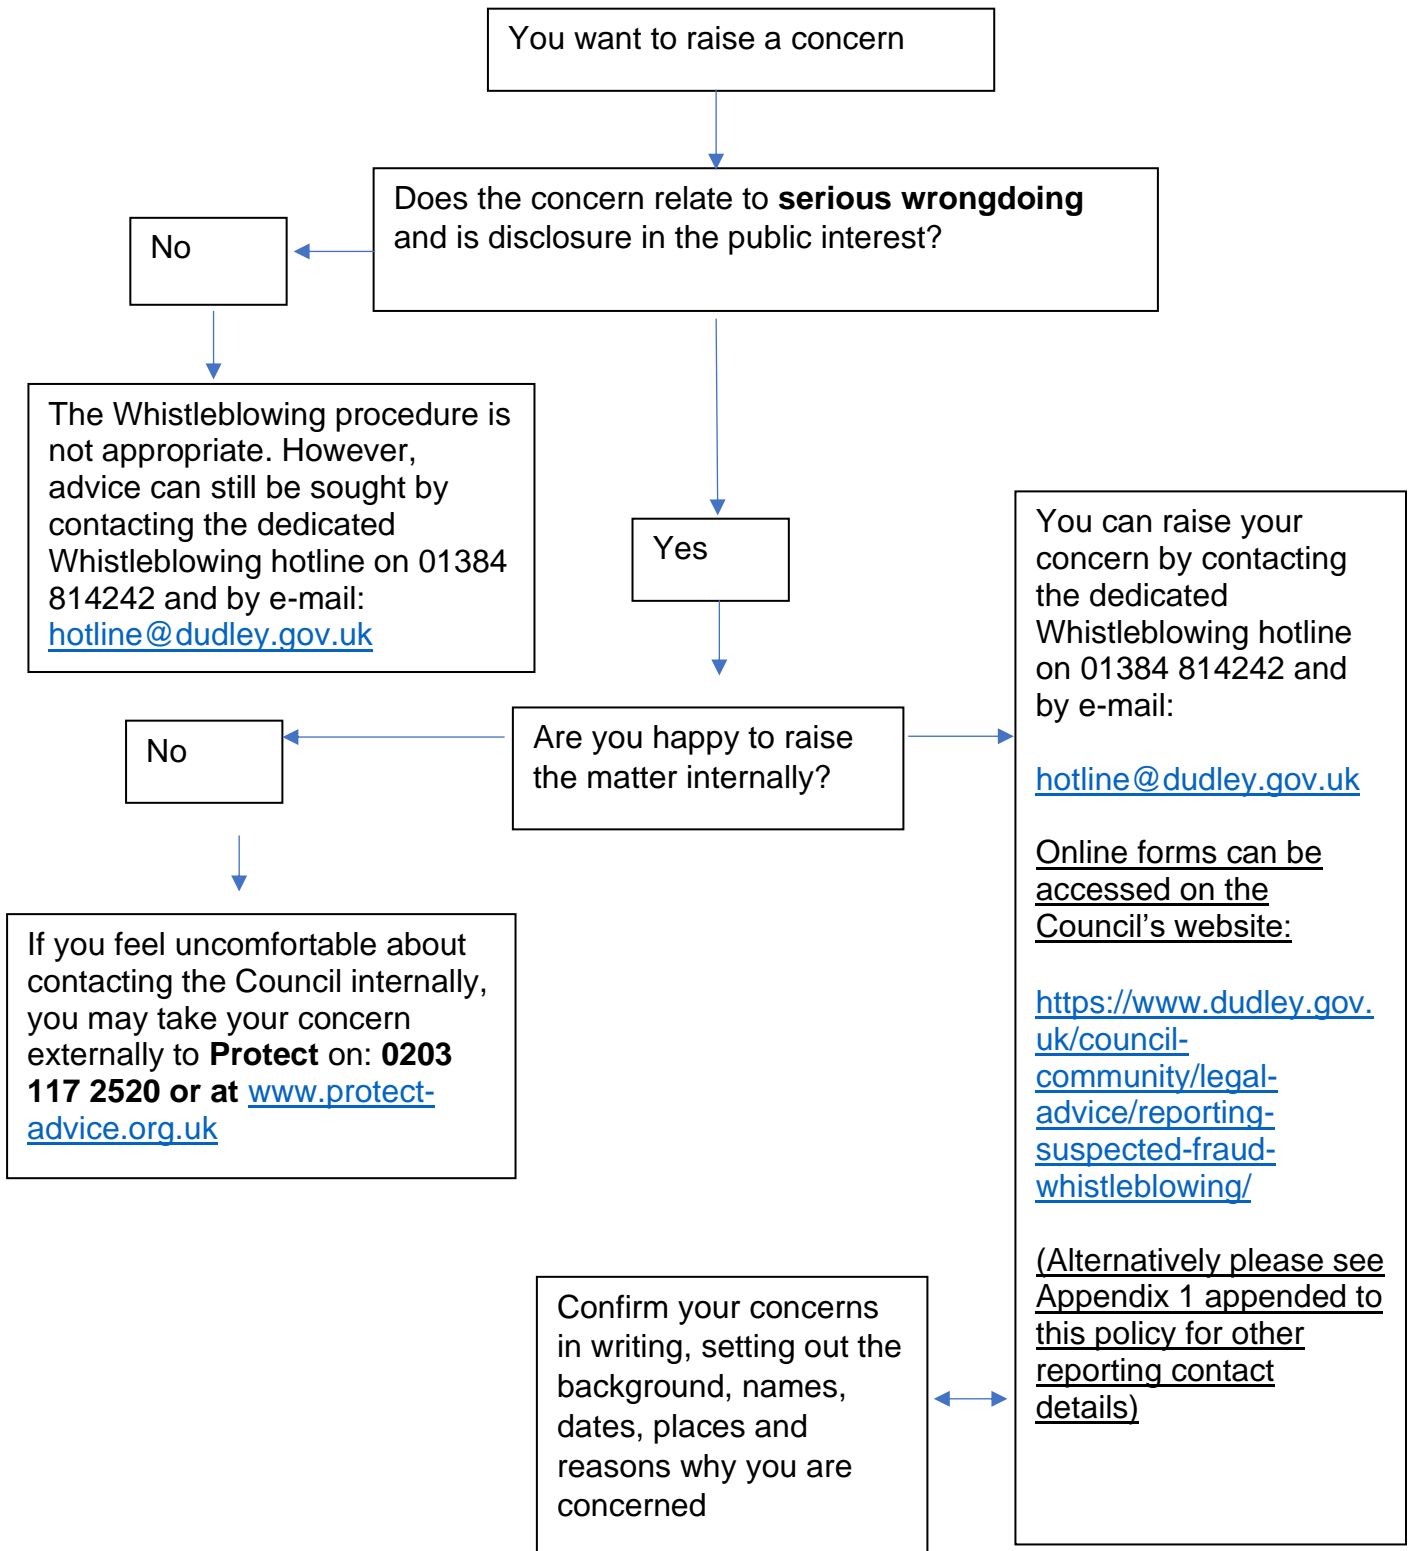 You want to raise a concern
Does the concern relate to serious wrongdoing
and is disclosure in the public interest?
No
The Whistleblowing procedure is
not appropriate. However,
advice can still be sought by
contacting the dedicated
Whistleblowing hotline on 01384
814242 and by e-mail:
hotline@dudley.gov.uk
Yes
Are you happy to raise
the matter internally?
No
If you feel uncomfortable about
contacting the Council internally,
you may take your concern
externally to Protect on: 0203
117 2520 or at www.protect-
advice.org.uk
You can raise your
concern by contacting
the dedicated
Whistleblowing hotline
on 01384 814242 and
by e-mail:
hotline@dudley.gov.uk
Online forms can be
accessed on the
Council’s website:
https://www.dudley.gov.
uk/council-
community/legal-
advice/reporting-
suspected-fraud-
whistleblowing/
(Alternatively please see
Appendix 1 appended to
this policy for other
reporting contact
details)
Confirm your concerns
in writing, setting out the
background, names,
dates, places and
reasons why you are
concerned